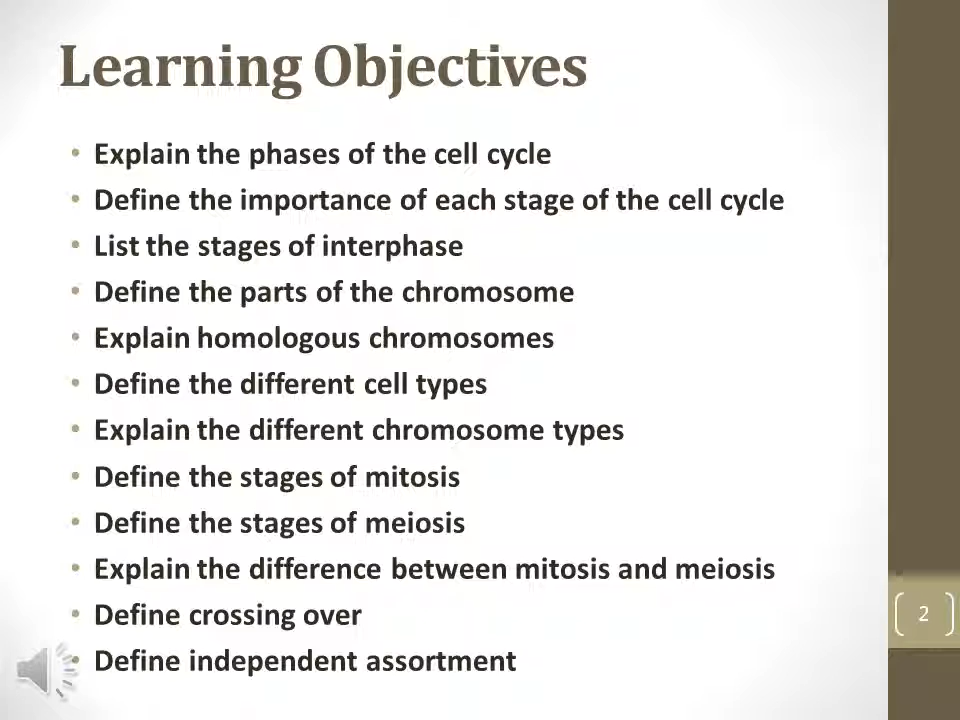 Learning Objectives
• Explain the phases of the cell cycle
• Define the importance of each stage of the cell cycle
• List the stages of interphase
• Define the parts of the chromosome
• Explain homologous chromosomes
• Define the different cell types
• Explain the different chromosome types
• Define the stages of mitosis
• Define the stages of meiosis
• Explain the difference between mitosis and meiosis
• Define crossing over
2
• Define independent assortment